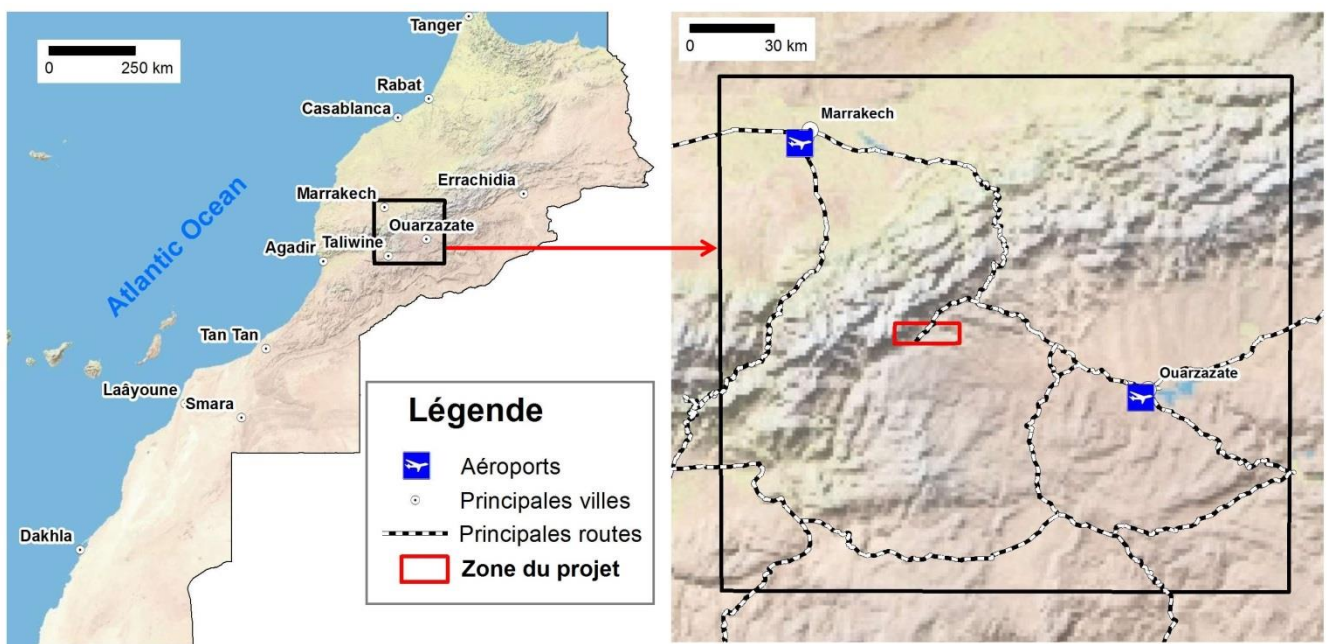 Tanger
0 250 km
Rabat
Casablanca
Errachidia
Marrakech
Ouarzazate
Taliwine
Agadir
Atlantic Ocean
Tan Tan
Laâyoune
Smara
Dakhla
Légende
Aéroports
Principales villes
Principales routes
Zone du projet
0 30 km
Marrakech
Ouarzazate